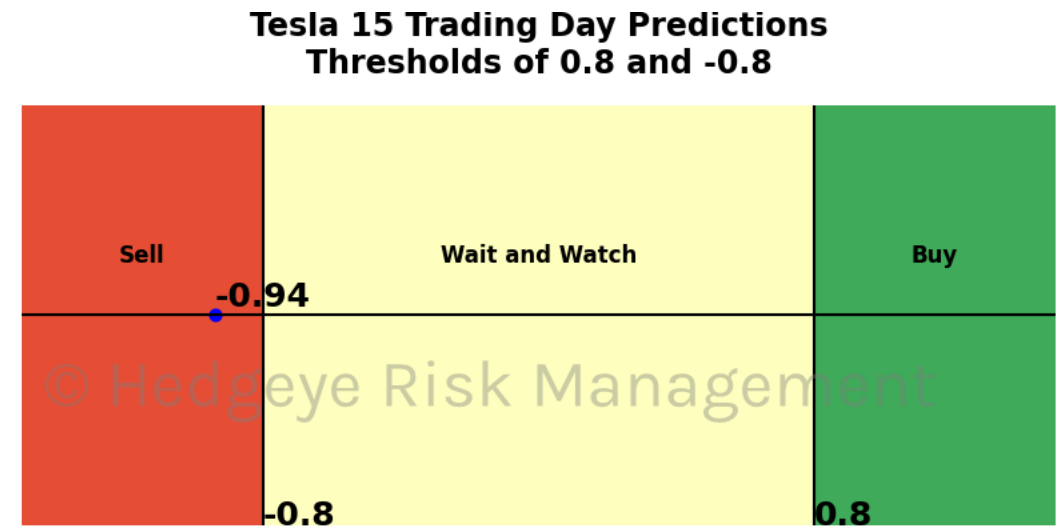 Tesla 15 Trading Day Predictions
Thresholds of 0.8 and -0.8
Sell
Wait and Watch
Buy
-0.94
© Hedgeye Risk Management
-0.8
0.8